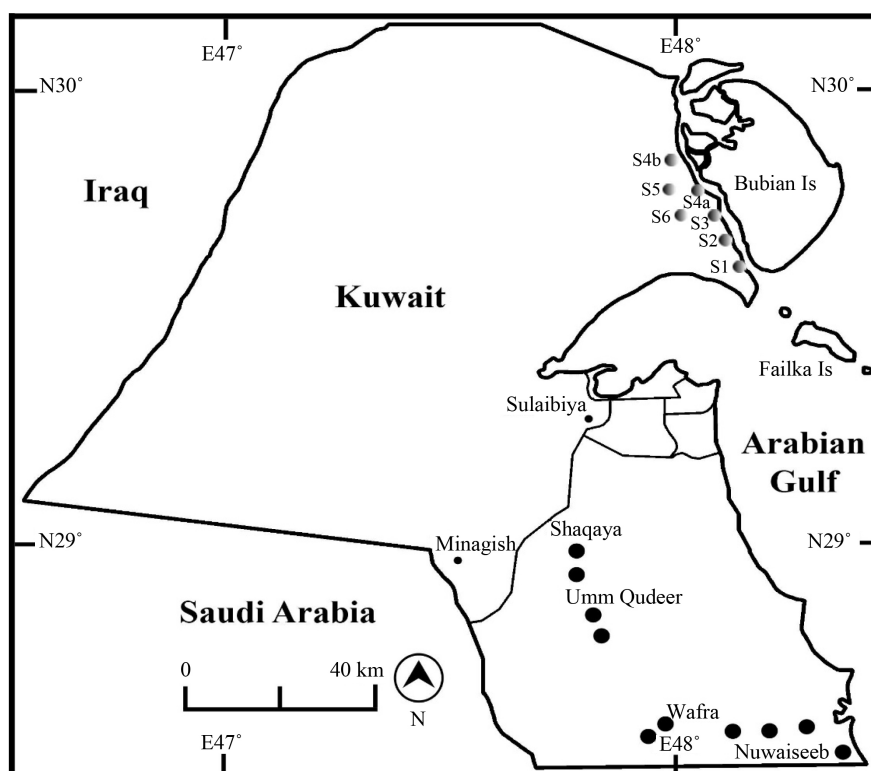 E47°
E48°
N30°
N30°
S4b
Iraq
Bubian Is
S5
S4a
S6
S3
S2
S1
Kuwait
Failka Is
Sulaibiya
Arabian
Gulf
Shaqaya
N29°
Minagish
N29°
Umm Qudeer
Saudi Arabia
0
40 km
N
Wafra
E47°
E48°
Nuwaiseeb